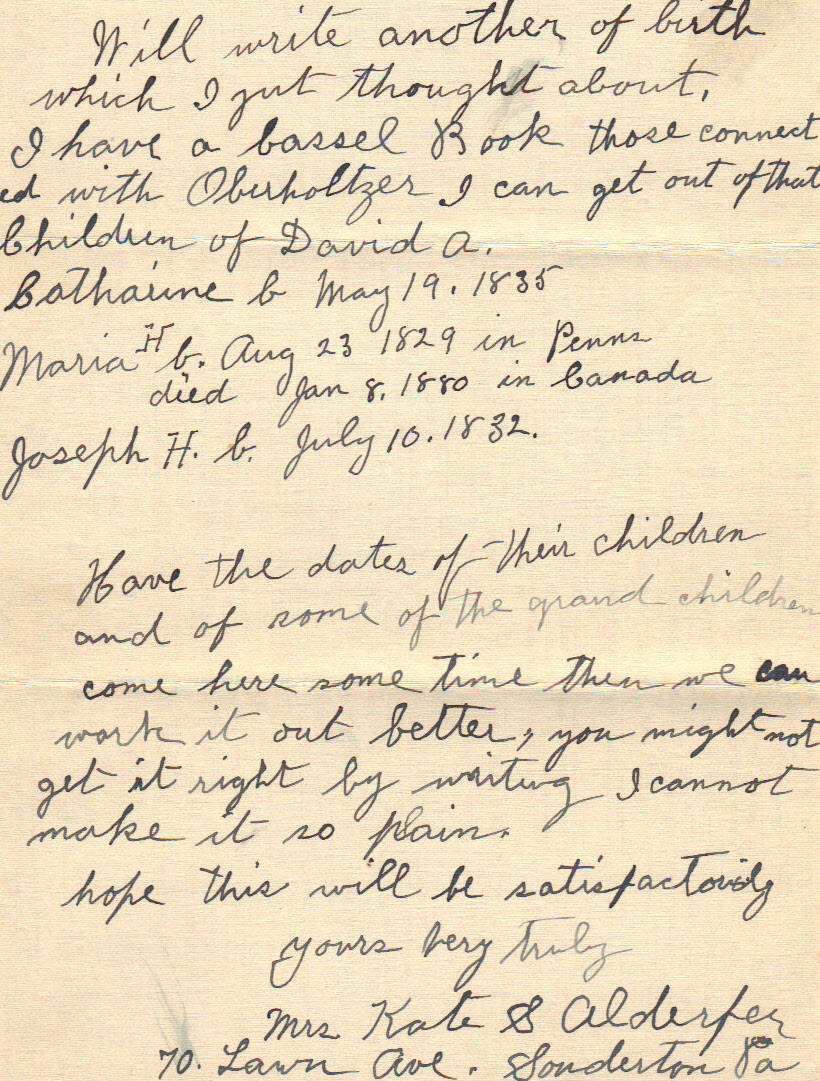 Will write another of birth
which I just thought about,
I have a bassel Book those connect
ed with Oberholtzer I can get out of that
Children of David A.
Catharine b May 19. 1835
Maria H b. Aug 23 1829 in Penna
died Jan 8. 1880 in Canada
Joseph H. b. July 10. 1832.
Have the dates of their children
and of some of the grand children
come here some time then we can
work it out better, you might not
get it right by writing I cannot
make it so plain.
hope this will be satisfactorily
yours very truly
Mrs Kate S Alderfer
70. Lawn Ave. Souderton Pa